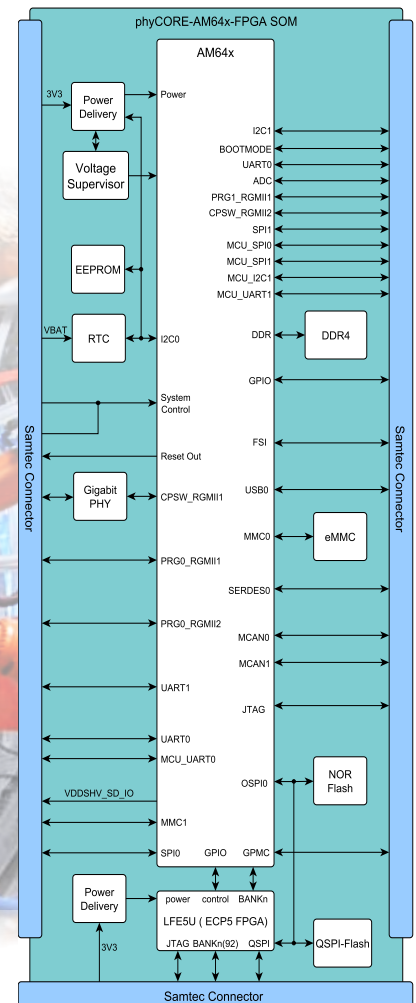 phyCORE-AM64x-FPGA SOM
AM64x
3V3
Power
Delivery
Power
Voltage
Supervisor
I2C1
BOOTMODE
UART0
ADC
PRG1_RGMII1
CPSW_RGMII2
SPI1
MCU_SPI0
MCU_SPI1
MCU_I2C1
MCU_UART1
EEPROM
VBAT
RTC
I2C0
DDR
DDR4
GPIO
System
Control
Samtec Connector
Samtec Connector
FSI
Reset Out
Gigabit
PHY
CPSW_RGMII1
USB0
MMC0
eMMC
PRG0_RGMII1
SERDES0
PRG0_RGMII2
MCAN0
MCAN1
UART1
JTAG
UART0
MCU_UART0
OSPI0
NOR
Flash
VDDSHV_SD_IO
MMC1
SPI0
GPIO
GPMC
Power
Delivery
power
control
BANKn
LFE5U ( ECP5 FPGA)
JTAG
BANKn(92)
QSPI
QSPI-Flash
3V3
Samtec Connector